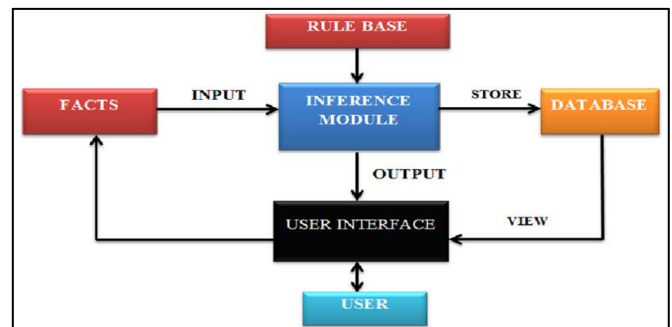 RULE BASE
FACTS
INPUT
INFERENCE
MODULE
STORE
DATABASE
OUTPUT
USER INTERFACE
VIEW
USER